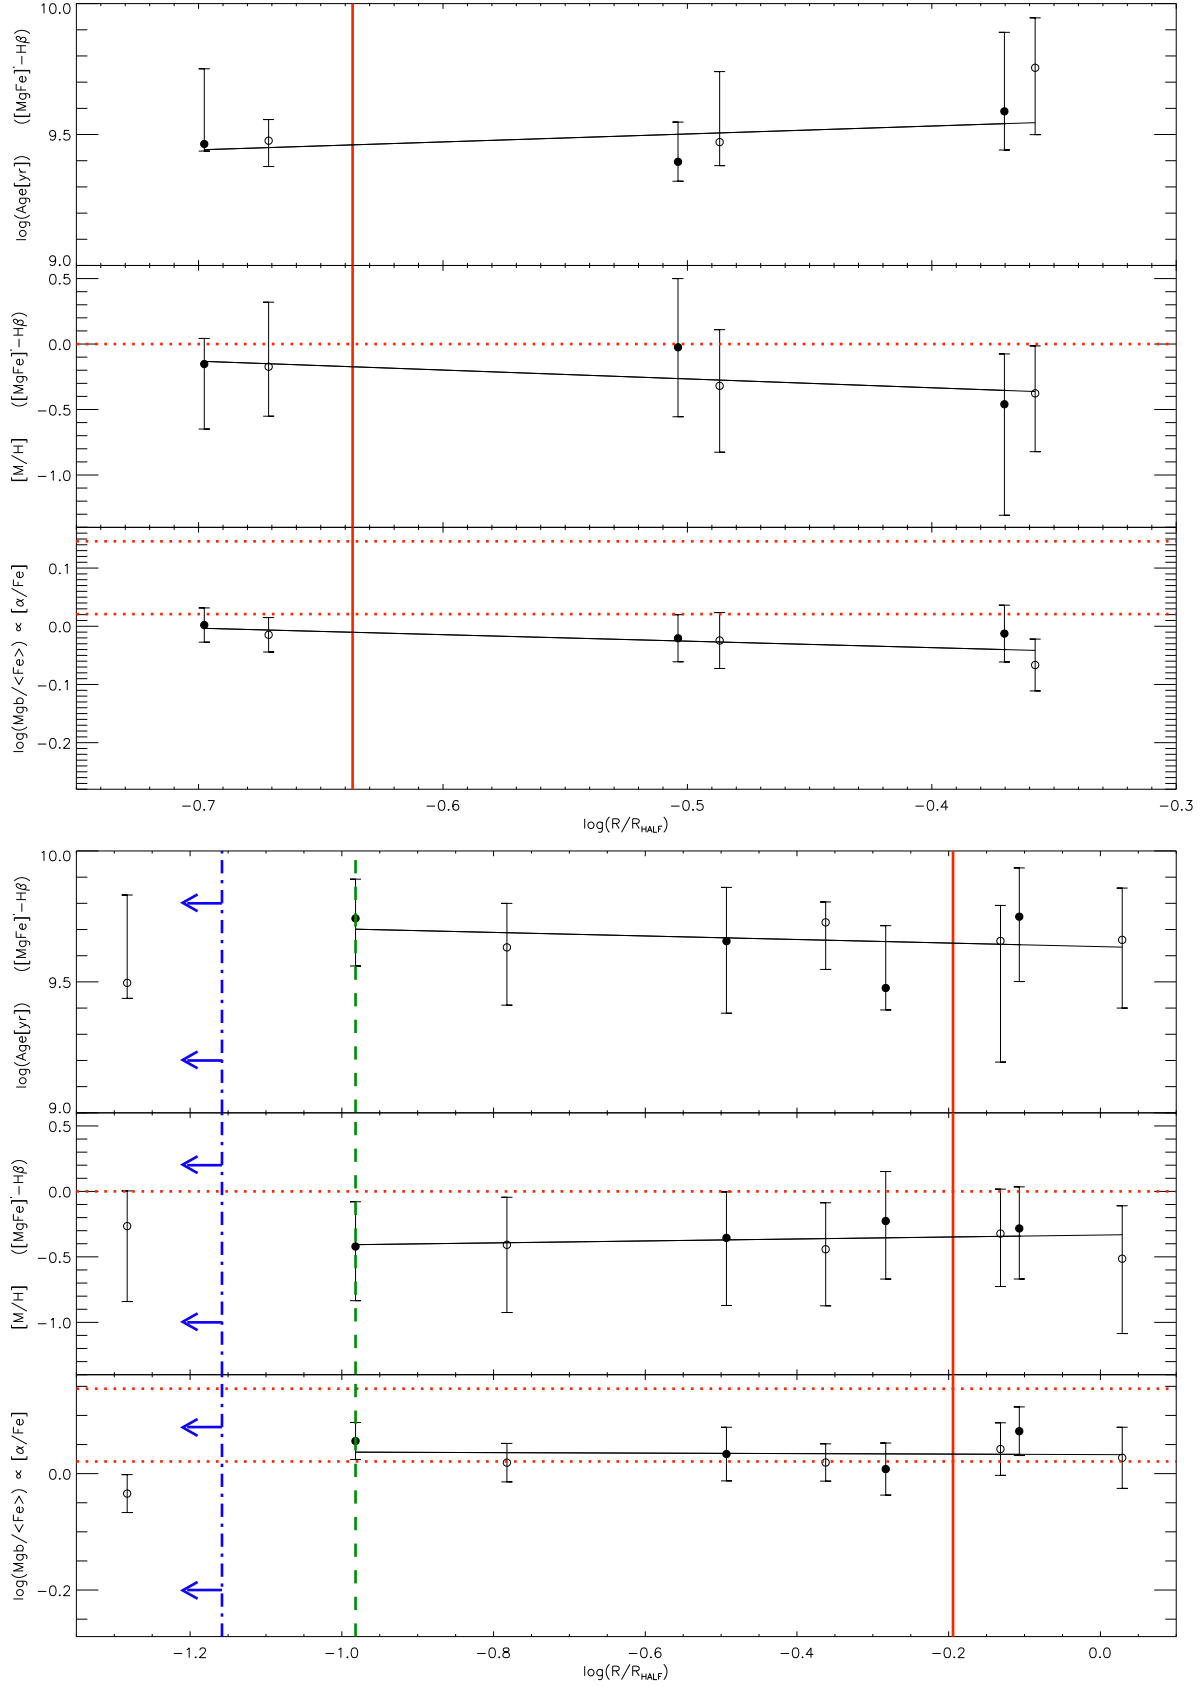 10.0
9.5
9.0
log(Age[yr]) ([MgFe]'-Hβ)
0.5
0.0
-0.5
-1.0
[M/H] ([MgFe]'-Hβ)
0.1
0.0
-0.1
-0.2
log(Mgb/<Fe>) ∝ [α/Fe]
-0.7 -0.6 -0.5 -0.4 -0.3
log(R/R_HALF)
10.0
9.5
9.0
log(Age[yr]) ([MgFe]'-Hβ)
0.5
0.0
-0.5
-1.0
[M/H] ([MgFe]'-Hβ)
0.0
-0.2
log(Mgb/<Fe>) ∝ [α/Fe]
-1.2 -1.0 -0.8 -0.6 -0.4 -0.2 0.0
log(R/R_HALF)